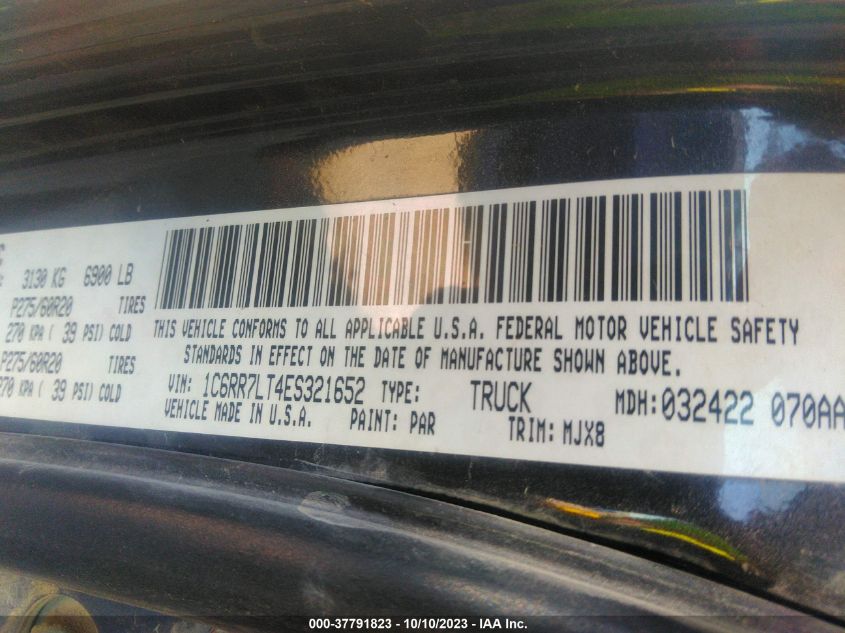 3130 KG 6900 LB
P275/60R20 TIRES
270 KPA ( 39 PSI) COLD
P275/60R20 TIRES
270 KPA ( 39 PSI) COLD
THIS VEHICLE CONFORMS TO ALL APPLICABLE U.S.A. FEDERAL MOTOR VEHICLE SAFETY
STANDARDS IN EFFECT ON THE DATE OF MANUFACTURE SHOWN ABOVE.
VIN: 1C6RR7LT4ES321652 TYPE: TRUCK MDH: 032422 070AA
VEHICLE MADE IN U.S.A. PAINT: PAR TRIM: MJX8
000-37791823 - 10/10/2023 - IAA Inc.